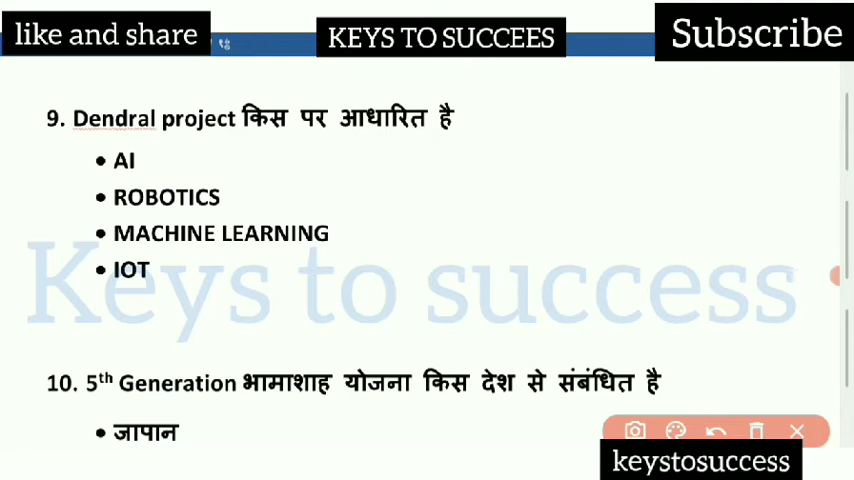 like and share
KEYS TO SUCCEES
Subscribe
9. Dendral project किस पर आधारित है
• AI
• ROBOTICS
• MACHINE LEARNING
• IOT
Keys to success
10. 5th Generation भामाशाह योजना किस देश से संबंधित है
• जापान
keystosuccess